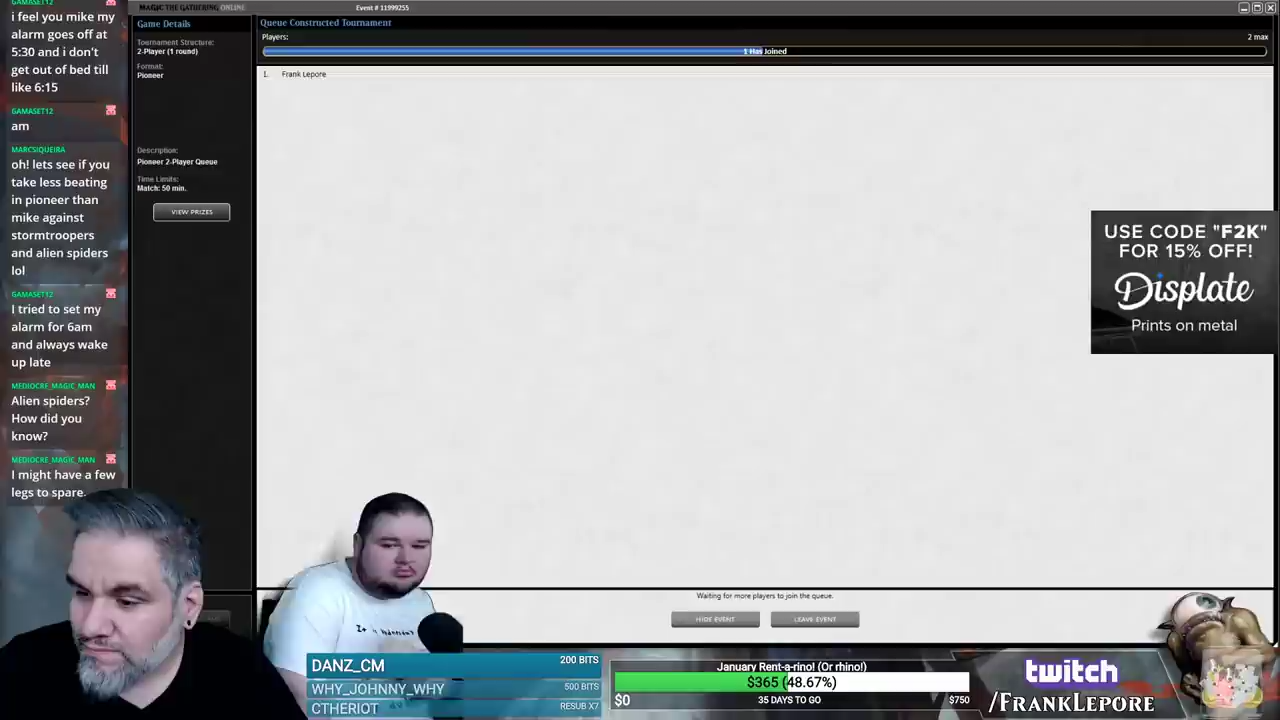 MAGIC THE GATHERING ONLINE
Event # 11999255
Game Details
Tournament Structure:
2-Player (1 round)
Format:
Pioneer
Description:
Pioneer 2-Player Queue
Time Limits:
Match: 50 min.
VIEW PRIZES
Queue Constructed Tournament
Players:
2 max
1 Has Joined
1. Frank Lepore
Waiting for more players to join the queue.
HIDE EVENT
LEAVE EVENT
GAMASET12
i feel you mike my
alarm goes off at
5:30 and i don't
get out of bed till
like 6:15
GAMASET12
am
MARCSIQUEIRA
oh! lets see if you
take less beating
in pioneer than
mike against
stormtroopers
and alien spiders
lol
GAMASET12
I tried to set my
alarm for 6am
and always wake
up late
MEDIOCRE_MAGIC_MAN
Alien spiders?
How did you
know?
MEDIOCRE_MAGIC_MAN
I might have a few
legs to spare.
USE CODE "F2K"
FOR 15% OFF!
Displate
Prints on metal
DANZ_CM
200 BITS
WHY_JOHNNY_WHY
500 BITS
CTHERIOT
RESUB X7
January Rent-a-rino! (Or rhino!)
$365 (48.67%)
$0
35 DAYS TO GO
$750
twitch
/FRANKLEPORE